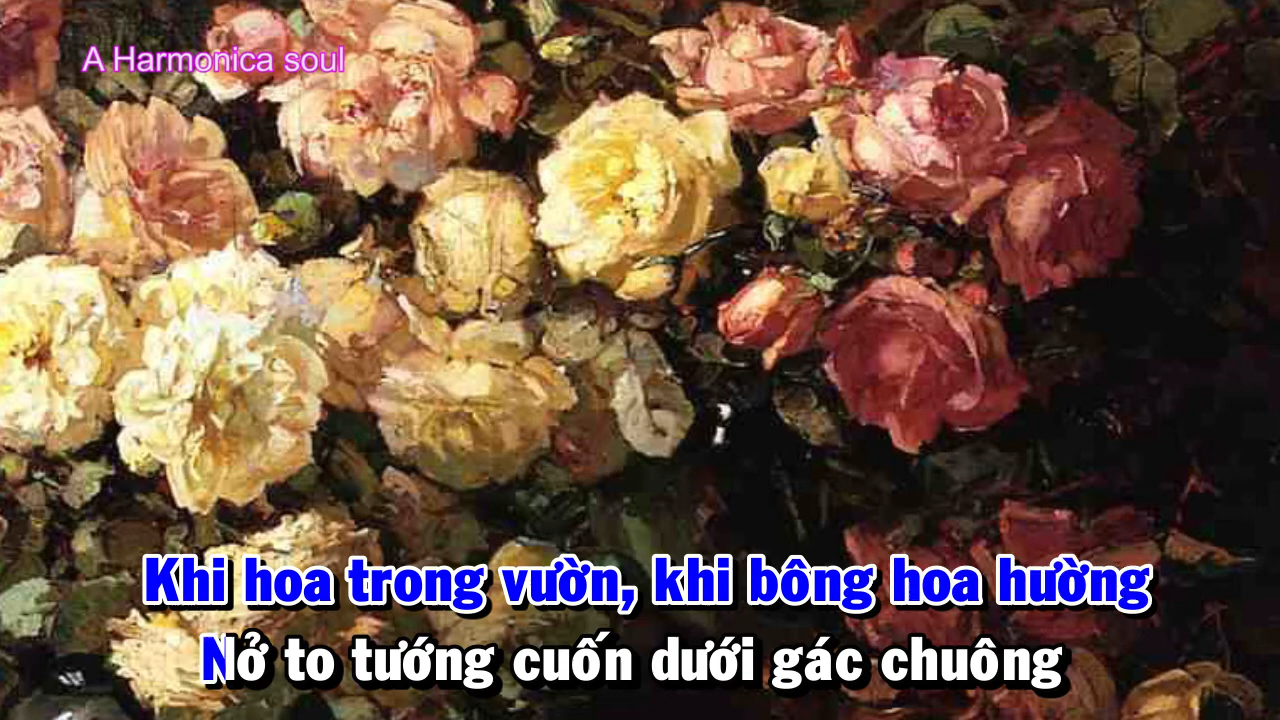 A Harmonica soul
Khi hoa trong vườn, khi bông hoa hường
Nở to tướng cuốn dưới gác chuông